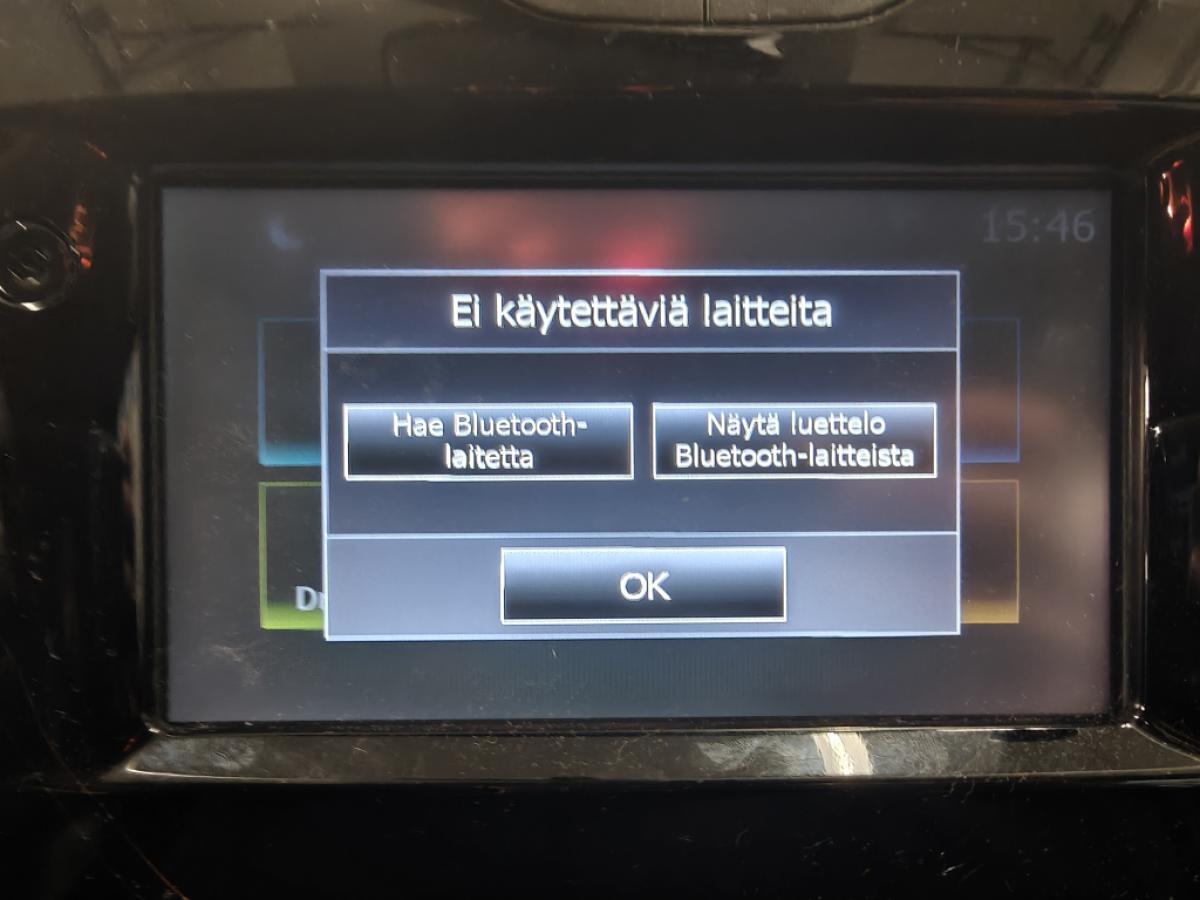 15:46
Ei käytettäviä laitteita
Hae Bluetooth-
laitetta
Näytä luettelo
Bluetooth-laitteista
OK